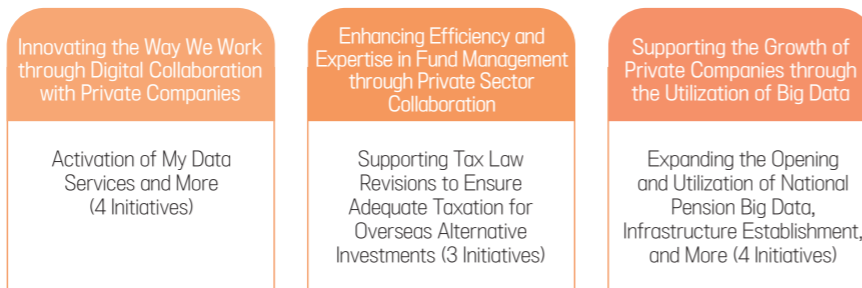 Innovating the Way We Work
through Digital Collaboration
with Private Companies
Activation of My Data
Services and More
(4 Initiatives)
Enhancing Efficiency and
Expertise in Fund Management
through Private Sector
Collaboration
Supporting Tax Law
Revisions to Ensure
Adequate Taxation for
Overseas Alternative
Investments (3 Initiatives)
Supporting the Growth of
Private Companies through
the Utilization of Big Data
Expanding the Opening
and Utilization of National
Pension Big Data,
Infrastructure Establishment,
and More (4 Initiatives)